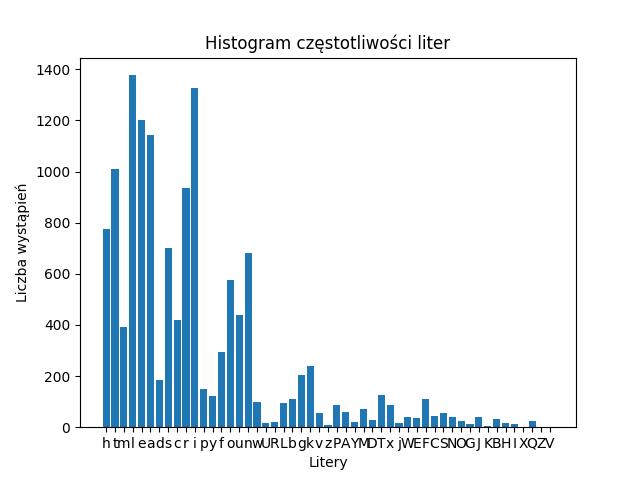 Histogram częstotliwości liter
Liczba wystąpień
1400
1200
1000
800
600
400
200
0
h t m l e a d s c r i p y f o u n w U R L b g k v z P A Y M D T x j W E F C S N O G J K B H I X Q Z V
Litery